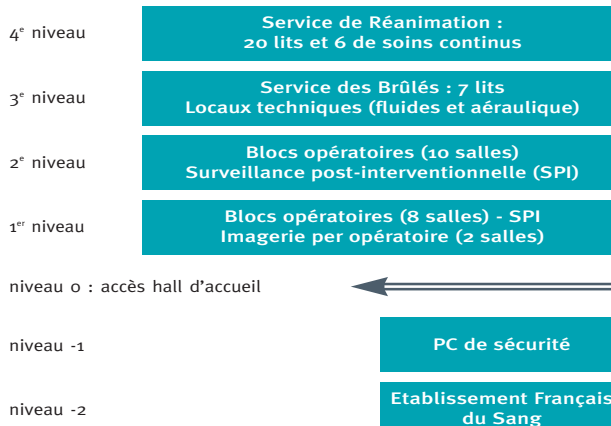 4e niveau
Service de Réanimation :
20 lits et 6 de soins continus
3e niveau
Service des Brûlés : 7 lits
Locaux techniques (fluides et aéraulique)
2e niveau
Blocs opératoires (10 salles)
Surveillance post-interventionnelle (SPI)
1er niveau
Blocs opératoires (8 salles) - SPI
Imagerie per opératoire (2 salles)
niveau 0 : accès hall d'accueil
niveau -1
PC de sécurité
niveau -2
Etablissement Français
du Sang